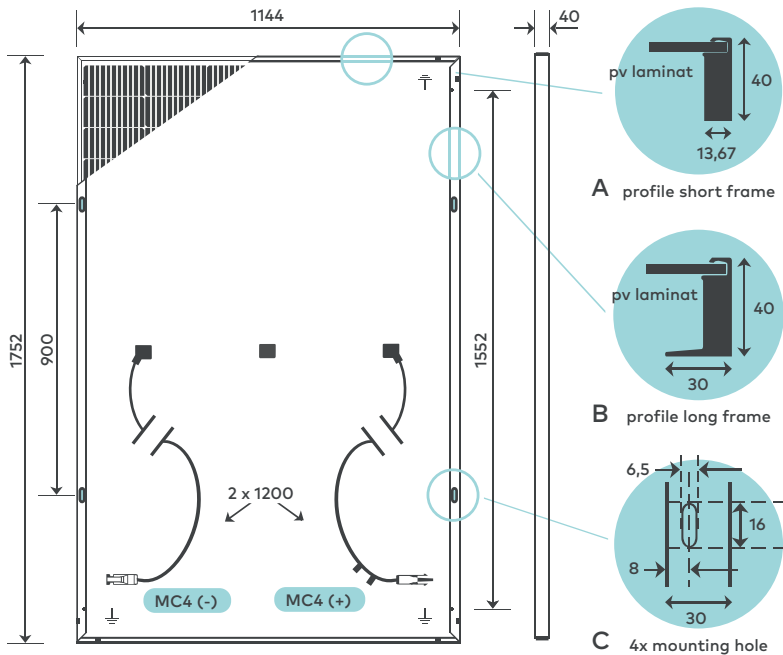 1144
40
pv laminat
40
13,67
A profile short frame
1752
900
1552
pv laminat
40
30
B profile long frame
2 x 1200
MC4 (-)
MC4 (+)
6,5
16
8
30
C 4x mounting hole